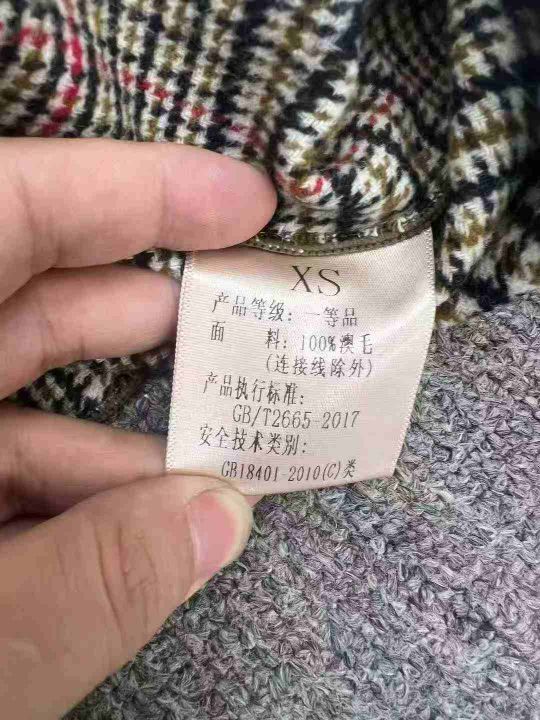 XS
产品等级: 一等品
面 料: 100%澳毛
(连接线除外)
产品执行标准:
GB/T2665-2017
安全技术类别:
GB18401-2010(C)类